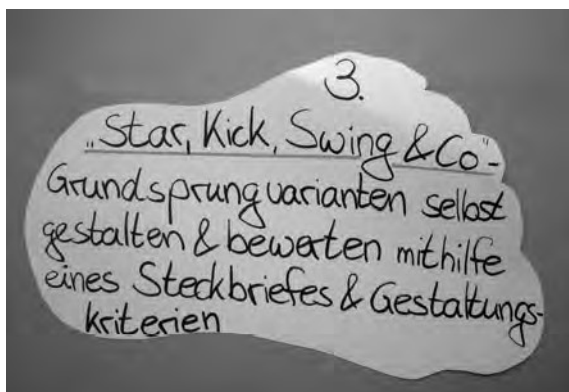 3.
„Star, Kick, Swing & Co"-
Grundsprungvarianten selbst
gestalten & bewerten mithilfe
eines Steckbriefes & Gestaltungs-
kriterien